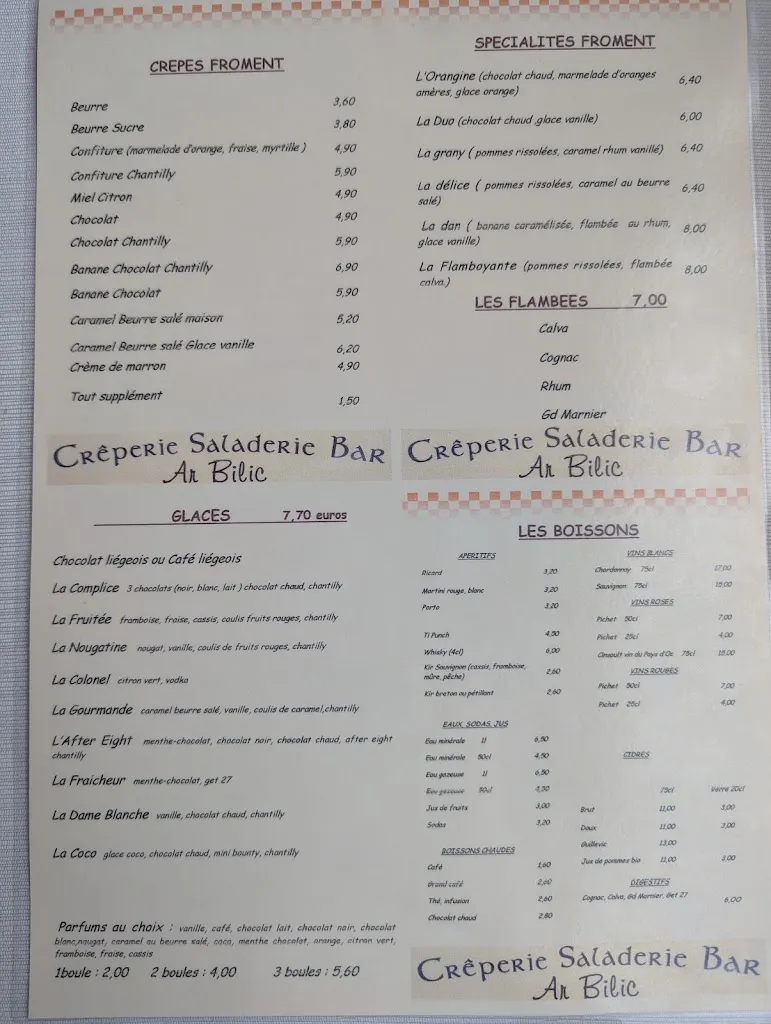 CREPES FROMENT
Beurre 3,60
Beurre Sucre 3,80
Confiture (marmelade d'orange, fraise, myrtille ) 4,90
Confiture Chantilly 5,90
Miel Citron 4,90
Chocolat 4,90
Chocolat Chantilly 5,90
Banane Chocolat Chantilly 6,90
Banane Chocolat 5,90
Caramel Beurre salé maison 5,20
Caramel Beurre salé Glace vanille 6,20
Crème de marron 4,90
Tout supplément 1,50
Crêperie Saladerie Bar
Ar Bilic
SPECIALITES FROMENT
L'Orangine (chocolat chaud, marmelade d'oranges 6,40
amères, glace orange)
La Duo (chocolat chaud ,glace vanille) 6,00
La grany ( pommes rissolées, caramel rhum vanillé) 6,40
La délice ( pommes rissolées, caramel au beurre 6,40
salé)
La dan ( banane caramélisée, flambée au rhum, 8,00
glace vanille)
La Flamboyante (pommes rissolées, flambée 8,00
calva.)
LES FLAMBEES 7,00
Calva
Cognac
Rhum
Gd Marnier
Crêperie Saladerie Bar
Ar Bilic
GLACES 7,70 euros
Chocolat liégeois ou Café liégeois
La Complice 3 chocolats (noir, blanc, lait ) chocolat chaud, chantilly
La Fruitée framboise, fraise, cassis, coulis fruits rouges, chantilly
La Nougatine nougat, vanille, coulis de fruits rouges, chantilly
La Colonel citron vert, vodka
La Gourmande caramel beurre salé, vanille, coulis de caramel,chantilly
L'After Eight menthe-chocolat, chocolat noir, chocolat chaud, after eight
chantilly
La Fraicheur menthe-chocolat, get 27
La Dame Blanche vanille, chocolat chaud, chantilly
La Coco glace coco, chocolat chaud, mini bounty, chantilly
Parfums au choix : vanille, café, chocolat lait, chocolat noir, chocolat
blanc,nougat, caramel au beurre salé, coco, menthe chocolat, orange, citron vert,
framboise, fraise, cassis
1boule : 2,00 2 boules : 4,00 3 boules : 5,60
LES BOISSONS
APERITIFS
Ricard 3,20
Martini rouge, blanc 3,20
Porto 3,20
Ti Punch 4,50
Whisky (4cl) 6,00
Kir Sauvignon (cassis, framboise, 2,60
mûre, pêche)
Kir breton ou pétillant 2,60
EAUX, SODAS, JUS
Eau minérale 1l 6,50
Eau minérale 50cl 4,50
Eau gazeuse 1l 6,50
Eau gazeuse 50cl
Jus de fruits 3,00
Sodas 3,20
BOISSONS CHAUDES
Café 1,60
Grand café 2,60
Thé, infusion 2,60
Chocolat chaud 2,80
VINS BLANCS
Chardonnay 75cl 17,00
Sauvignon 75cl 15,00
VINS ROSES
Pichet 50cl 7,00
Pichet 25cl 4,00
Cinsault vin du Pays d'Oc 75cl 15,00
VINS ROUGES
Pichet 50cl 7,00
Pichet 25cl 4,00
CIDRES
75cl Verre 20cl
Brut 11,00 3,00
Doux 11,00 3,00
Guillevic 13,00
Jus de pommes bio 11,00 3,00
DIGESTIFS
Cognac, Calva, Gd Marnier, Get 27 6,00
Crêperie Saladerie Bar
Ar Bilic